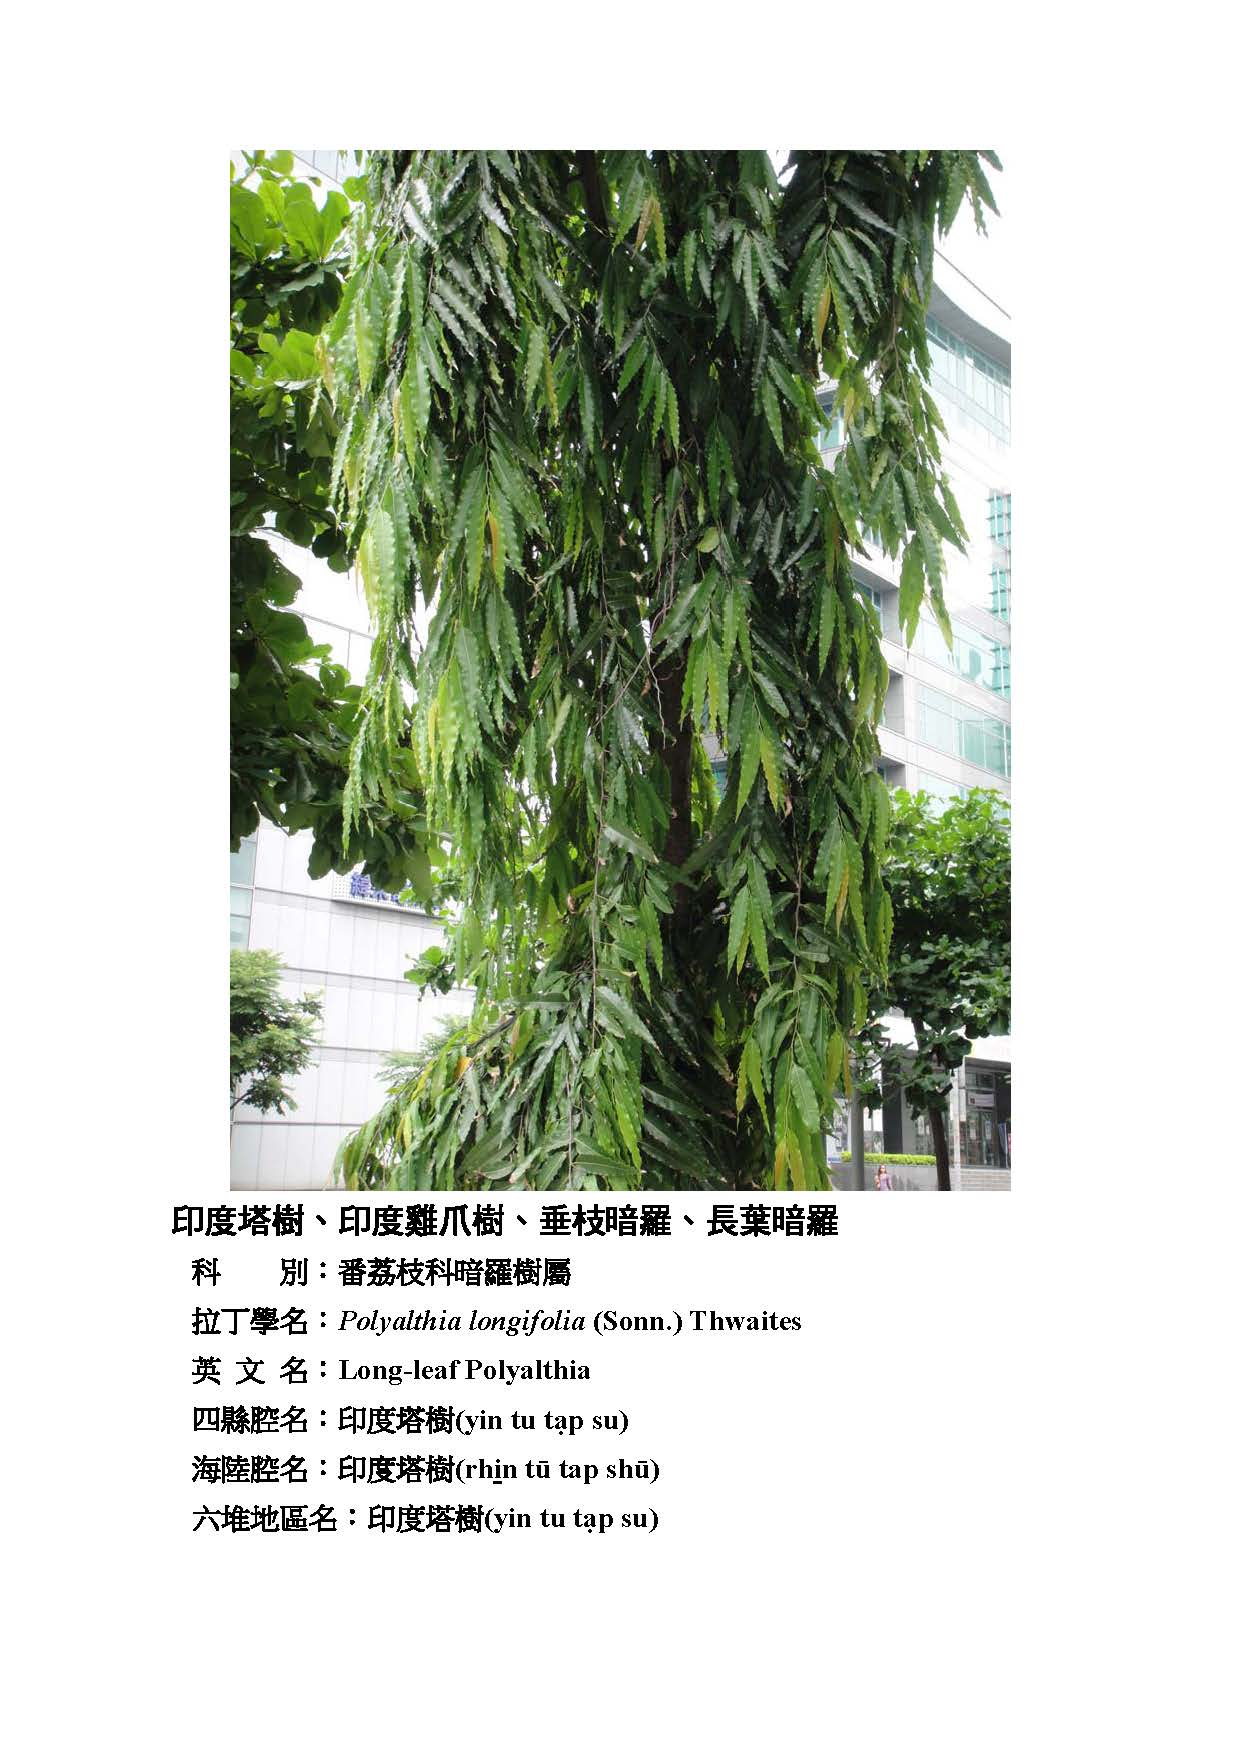 印度塔樹、印度雞爪樹、垂枝暗羅、長葉暗羅
科　　別：番荔枝科暗羅樹屬
拉丁學名：Polyalthia longifolia (Sonn.) Thwaites
英 文 名：Long-leaf Polyalthia
四縣腔名：印度塔樹(yin tu tạp su)
海陸腔名：印度塔樹(rhi̲n tū tap shū)
六堆地區名：印度塔樹(yin tu tạp su)